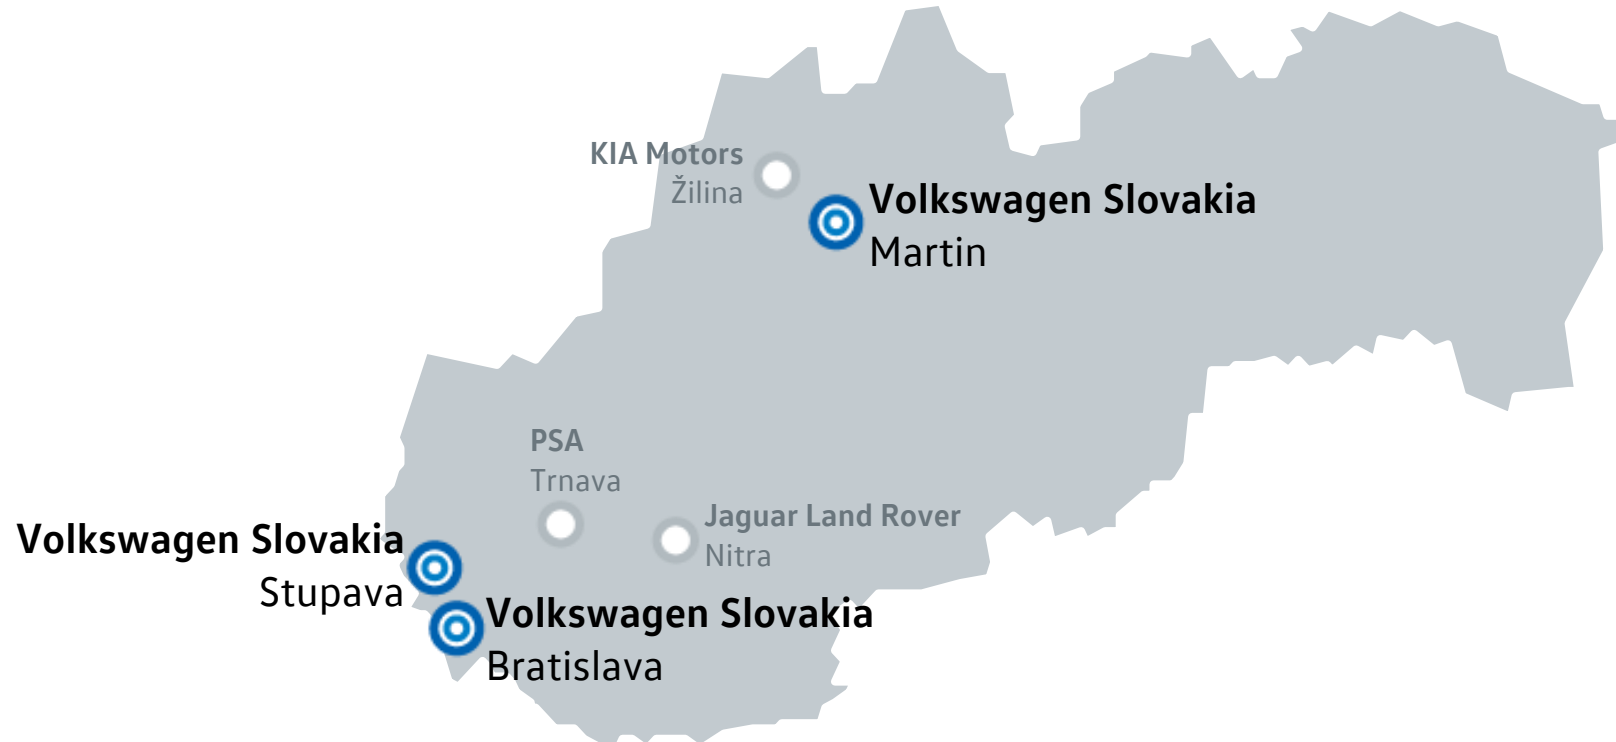 KIA Motors
Žilina
Volkswagen Slovakia
Martin
PSA
Trnava
Jaguar Land Rover
Nitra
Volkswagen Slovakia
Stupava
Volkswagen Slovakia
Bratislava